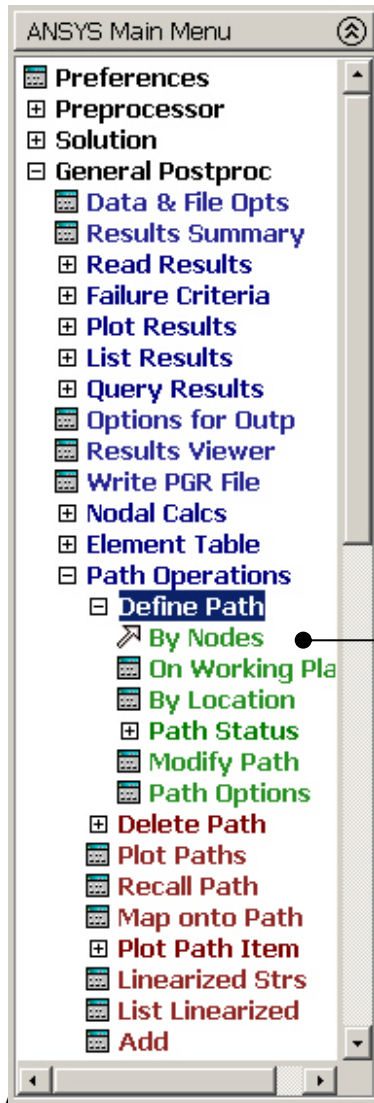 ANSYS Main Menu
Preferences
Preprocessor
Solution
General Postproc
Data & File Opts
Results Summary
Read Results
Failure Criteria
Plot Results
List Results
Query Results
Options for Outp
Results Viewer
Write PGR File
Nodal Calcs
Element Table
Path Operations
Define Path
By Nodes
On Working Pla
By Location
Path Status
Modify Path
Path Options
Delete Path
Plot Paths
Recall Path
Map onto Path
Plot Path Item
Linearized Strs
List Linearized
Add